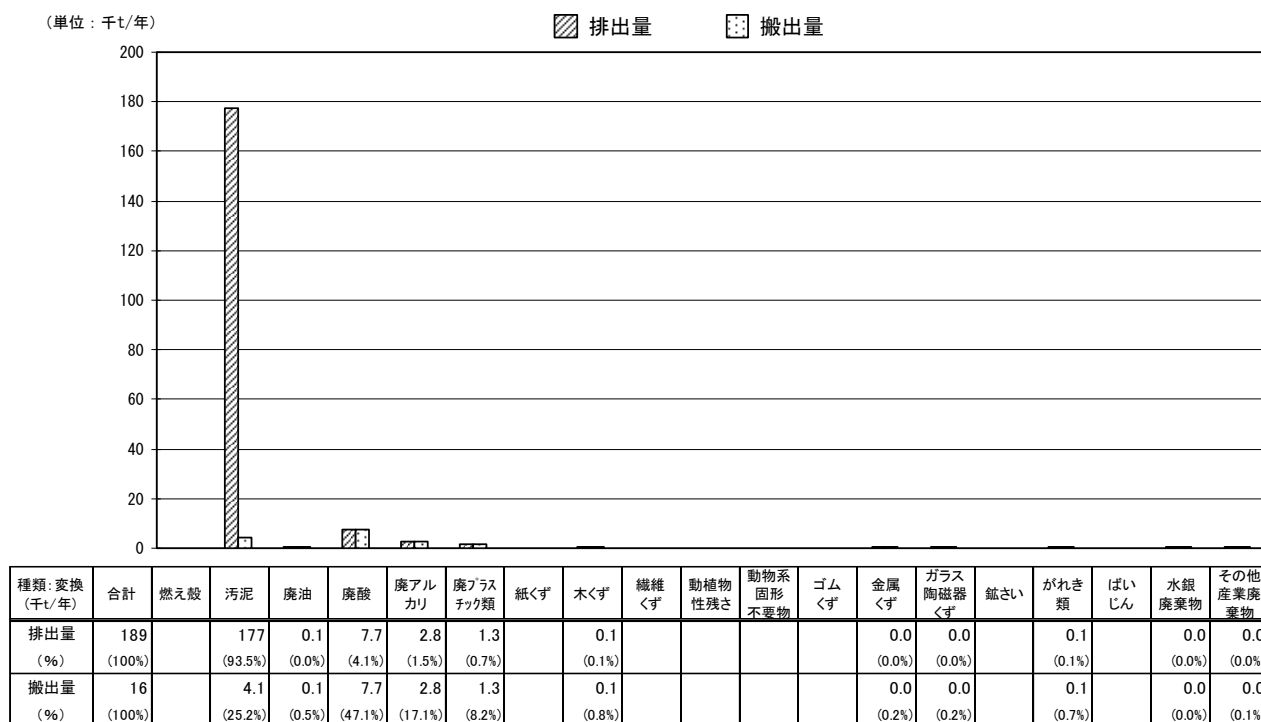 (単位：千t/年)
排出量 搬出量
200
180
160
140
120
100
80
60
40
20
0
種類:変換 (千t/年) 合計 燃え殻 汚泥 廃油 廃酸 廃アルカリ 廃プラスチック類 紙くず 木くず 繊維くず 動植物性残さ 動物系固形不要物 ゴムくず 金属くず ガラス陶磁器くず 鉱さい がれき類 ばいじん 水銀廃棄物 その他産業廃棄物
排出量 189 177 0.1 7.7 2.8 1.3 0.1 0.0 0.0 0.1 0.0 0.0
(%) (100%) (93.5%) (0.0%) (4.1%) (1.5%) (0.7%) (0.1%) (0.0%) (0.0%) (0.1%) (0.0%) (0.0%
搬出量 16 4.1 0.1 7.7 2.8 1.3 0.1 0.0 0.0 0.1 0.0 0.0
(%) (100%) (25.2%) (0.5%) (47.1%) (17.1%) (8.2%) (0.8%) (0.2%) (0.2%) (0.7%) (0.0%) (0.1%